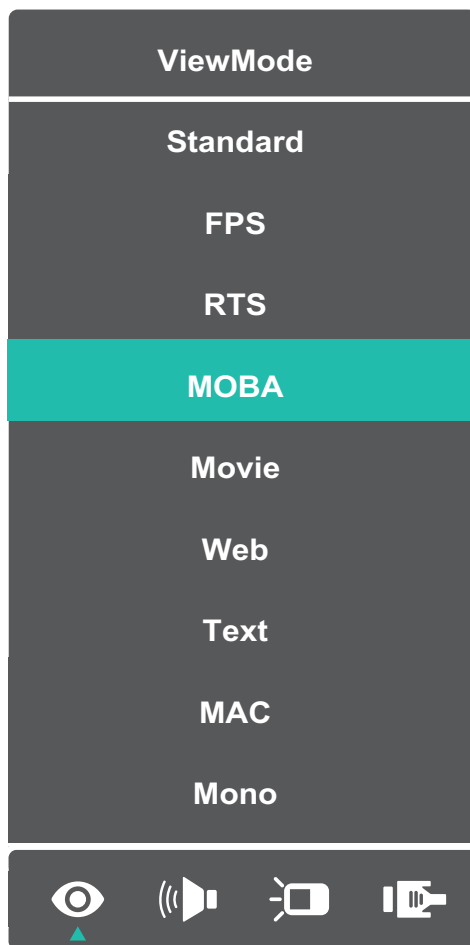 ViewMode
Standard
FPS
RTS
MOBA
Movie
Web
Text
MAC
Mono